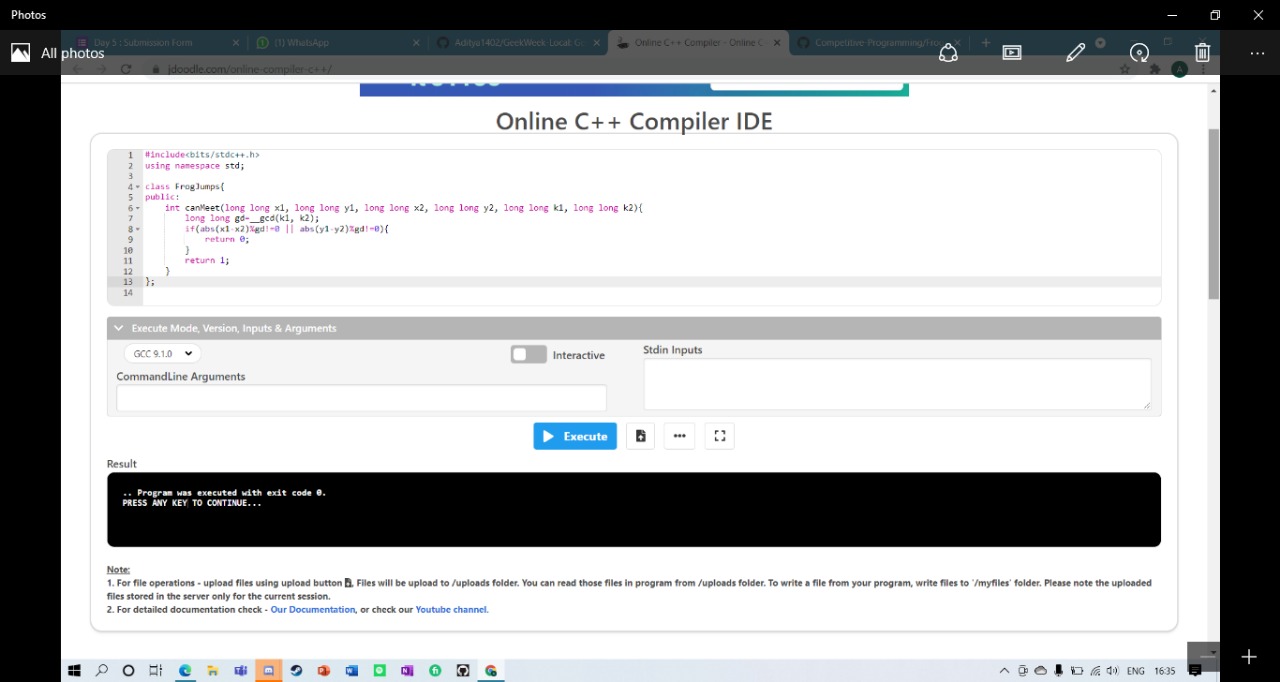 Photos
All photos
Day 5 : Submission Form
(1) WhatsApp
Aditya1402/GeekWeek-Local: G
Online C++ Compiler - Online C
Competitive-Programming/Frog
jdoodle.com/online-compiler-c++/
Online C++ Compiler IDE
1 #include<bits/stdc++.h>
2 using namespace std;
3
4 class FrogJumps{
5 public:
6 int canMeet(long long x1, long long y1, long long x2, long long y2, long long k1, long long k2){
7 long long gd=__gcd(k1, k2);
8 if(abs(x1-x2)%gd!=0 || abs(y1-y2)%gd!=0){
9 return 0;
10 }
11 return 1;
12 }
13 };
14
Execute Mode, Version, Inputs & Arguments
GCC 9.1.0
Interactive
Stdin Inputs
CommandLine Arguments
Execute
Result
.. Program was executed with exit code 0.
PRESS ANY KEY TO CONTINUE...
Note:
1. For file operations - upload files using upload button , Files will be upload to /uploads folder. You can read those files in program from /uploads folder. To write a file from your program, write files to '/myfiles' folder. Please note the uploaded
files stored in the server only for the current session.
2. For detailed documentation check - Our Documentation, or check our Youtube channel.
ENG 16:35